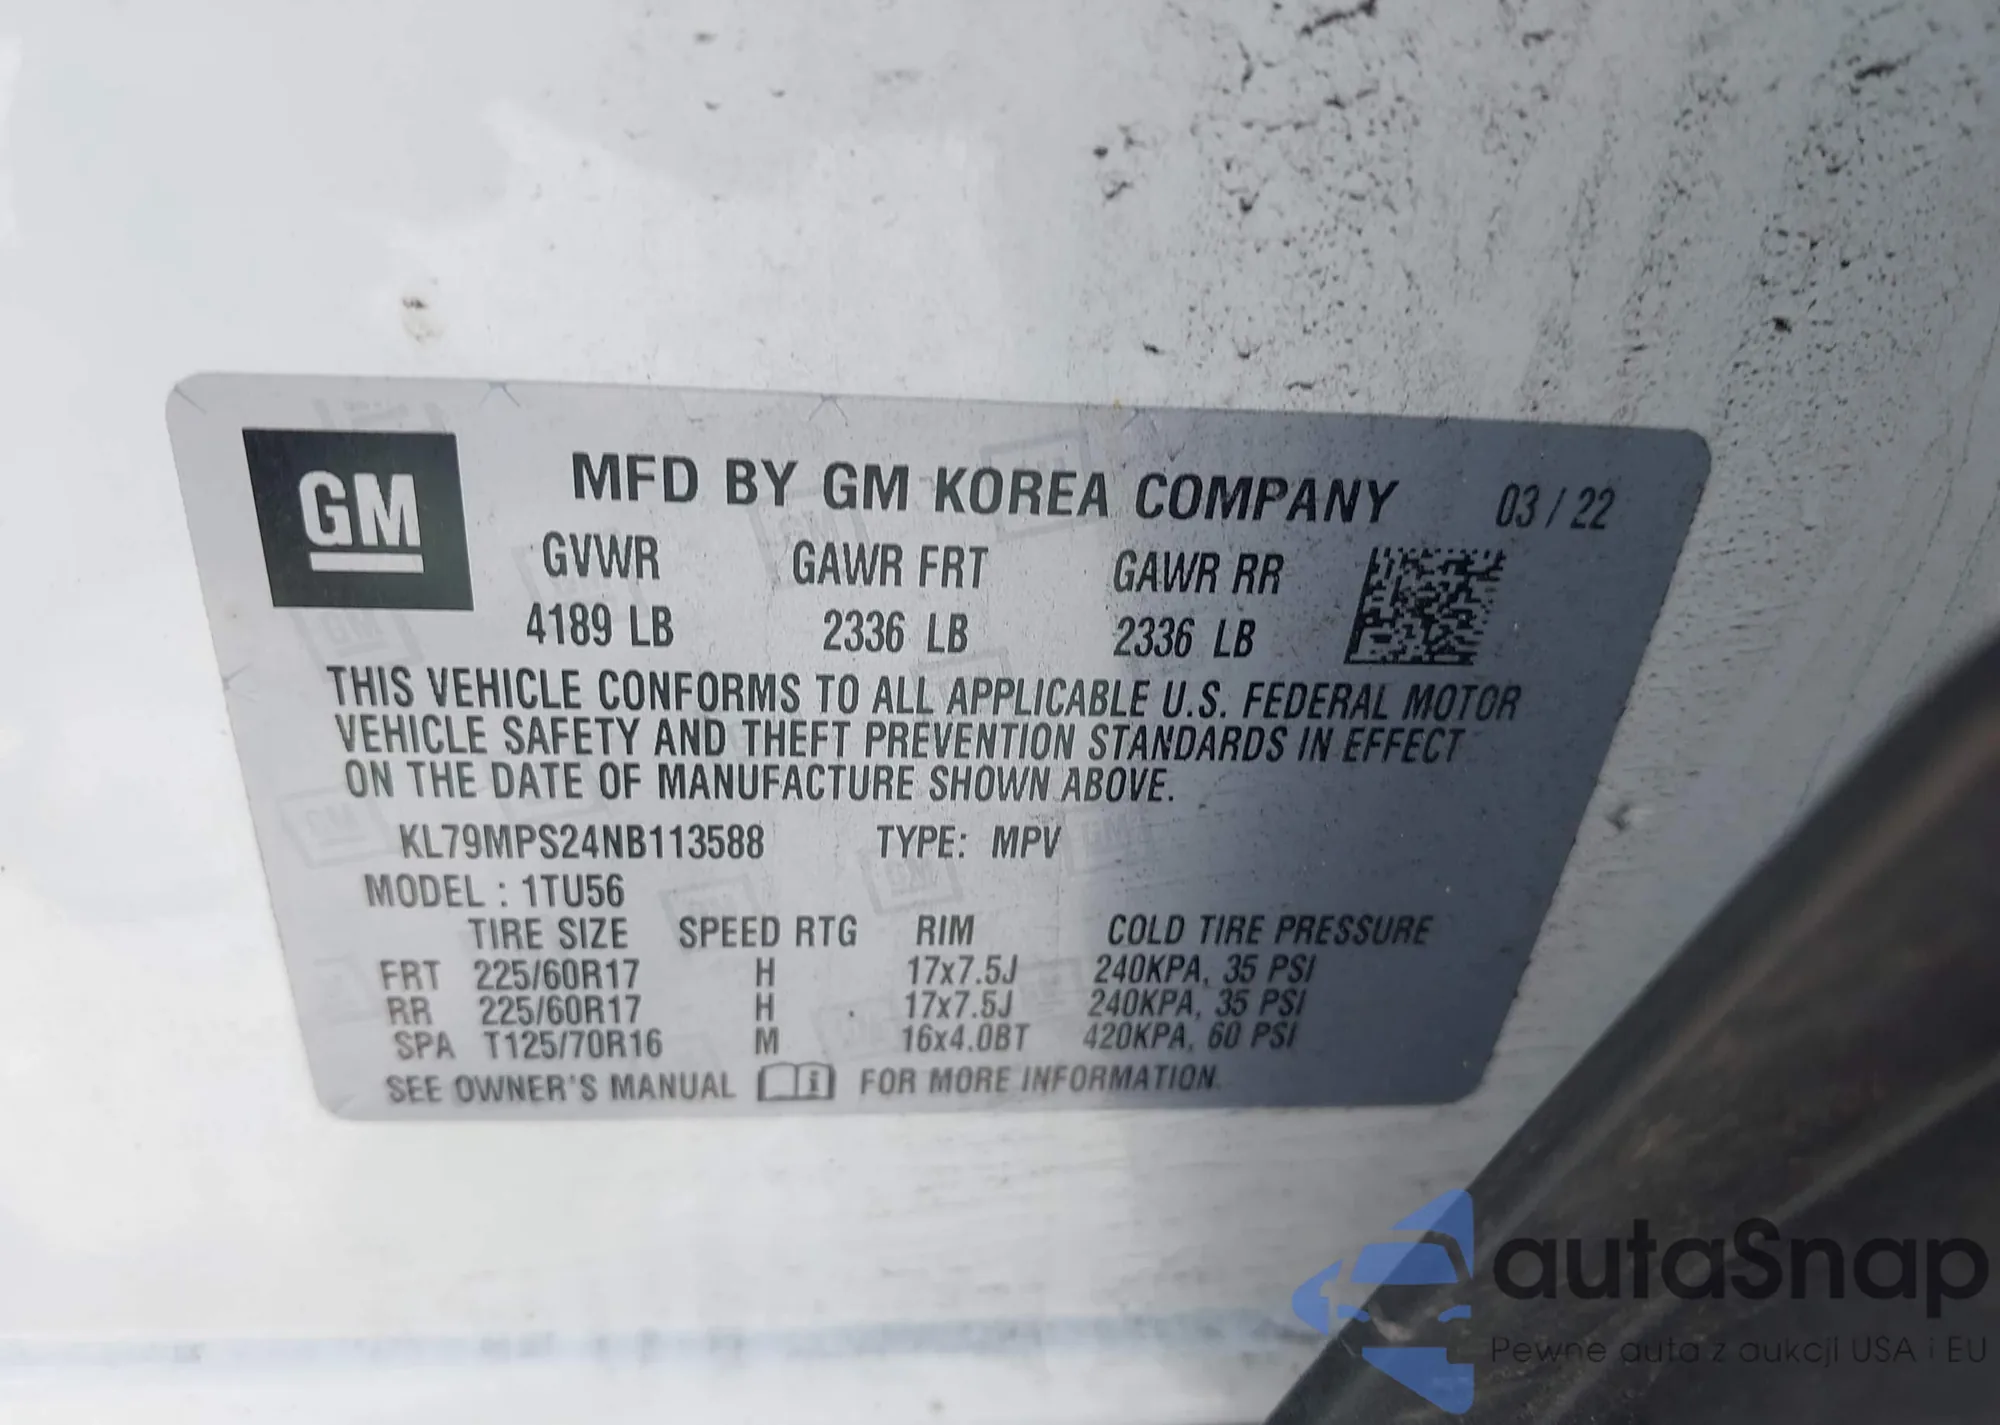 GM
MFD BY GM KOREA COMPANY 03 / 22
GVWR GAWR FRT GAWR RR
4189 LB 2336 LB 2336 LB
THIS VEHICLE CONFORMS TO ALL APPLICABLE U.S. FEDERAL MOTOR
VEHICLE SAFETY AND THEFT PREVENTION STANDARDS IN EFFECT
ON THE DATE OF MANUFACTURE SHOWN ABOVE.
KL79MPS24NB113588 TYPE: MPV
MODEL : 1TU56
TIRE SIZE SPEED RTG RIM COLD TIRE PRESSURE
FRT 225/60R17 H 17x7.5J 240KPA, 35 PSI
RR 225/60R17 H 17x7.5J 240KPA, 35 PSI
SPA T125/70R16 M 16x4.0BT 420KPA, 60 PSI
SEE OWNER'S MANUAL i FOR MORE INFORMATION.
autaSnap
Pewne auta z aukcji USA i EU